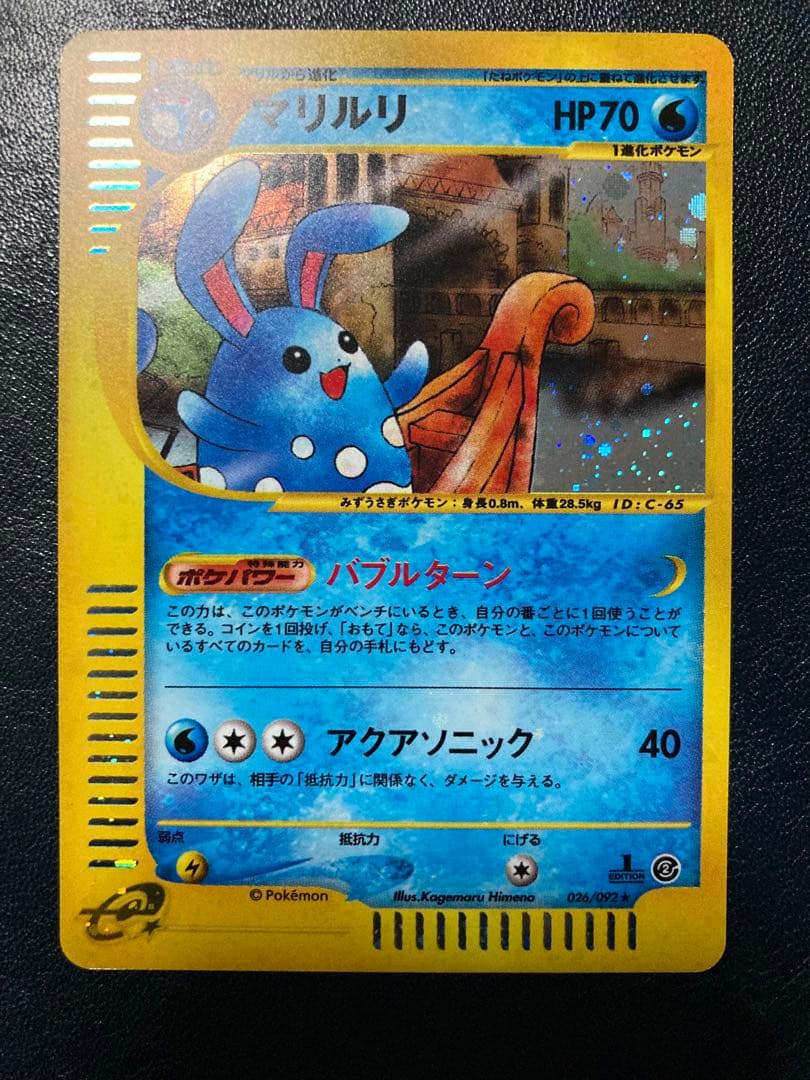 マリルから進化
「たねポケモン」の上に重ねて進化させます
マリルリ
HP70
1進化ポケモン
みずうさぎポケモン：身長0.8m、体重28.5kg ID:C-65
特殊能力
ポケパワー
バブルターン
この力は、このポケモンがベンチにいるとき、自分の番ごとに1回使うことが
できる。コインを1回投げ、「おもて」なら、このポケモンと、このポケモンについて
いるすべてのカードを、自分の手札にもどす。
アクアソニック
40
このワザは、相手の「抵抗力」に関係なく、ダメージを与える。
弱点
抵抗力
にげる
1
EDITION
2
© Pokémon
Illus.Kagemaru Himeno
026/092★
e